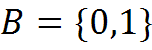 B = {0,1}